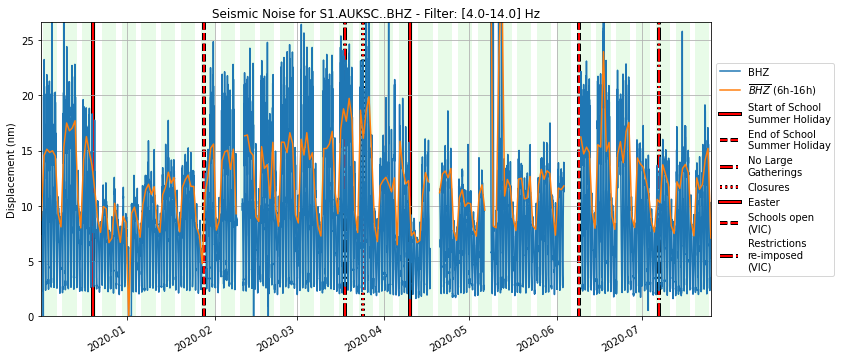 Seismic Noise for S1.AUKSC..BHZ - Filter: [4.0-14.0] Hz
Displacement (nm)
25
20
15
10
5
0
2020-01
2020-02
2020-03
2020-04
2020-05
2020-06
2020-07
BHZ
BHZ (6h-16h)
Start of School
Summer Holiday
End of School
Summer Holiday
No Large
Gatherings
Closures
Easter
Schools open
(VIC)
Restrictions
re-imposed
(VIC)